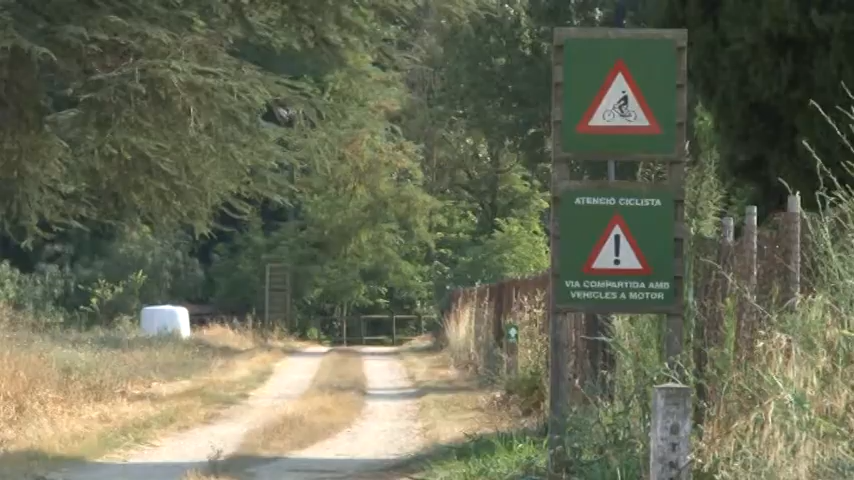 ATENCIÓ CICLISTA
!
VIA COMPARTIDA AMB
VEHICLES A MOTOR